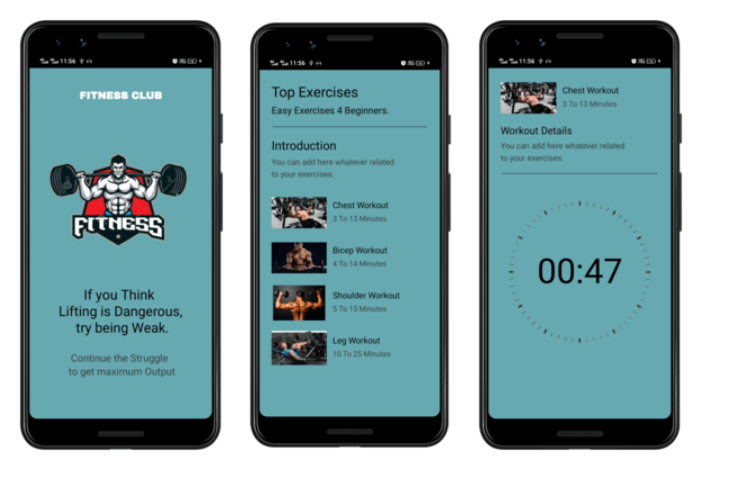 11:56
FITNESS CLUB
FITNESS
If you Think
Lifting is Dangerous,
try being Weak.
Continue the Struggle
to get maximum Output
11:56
Top Exercises
Easy Exercises 4 Beginners.
Introduction
You can add here whatever related
to your exercises.
Chest Workout
3 To 13 Minutes
Bicep Workout
4 To 14 Minutes
Shoulder Workout
5 To 15 Minutes
Leg Workout
10 To 25 Minutes
11:56
Chest Workout
3 To 13 Minutes
Workout Details
You can add here whatever related
to your exercises.
00:47